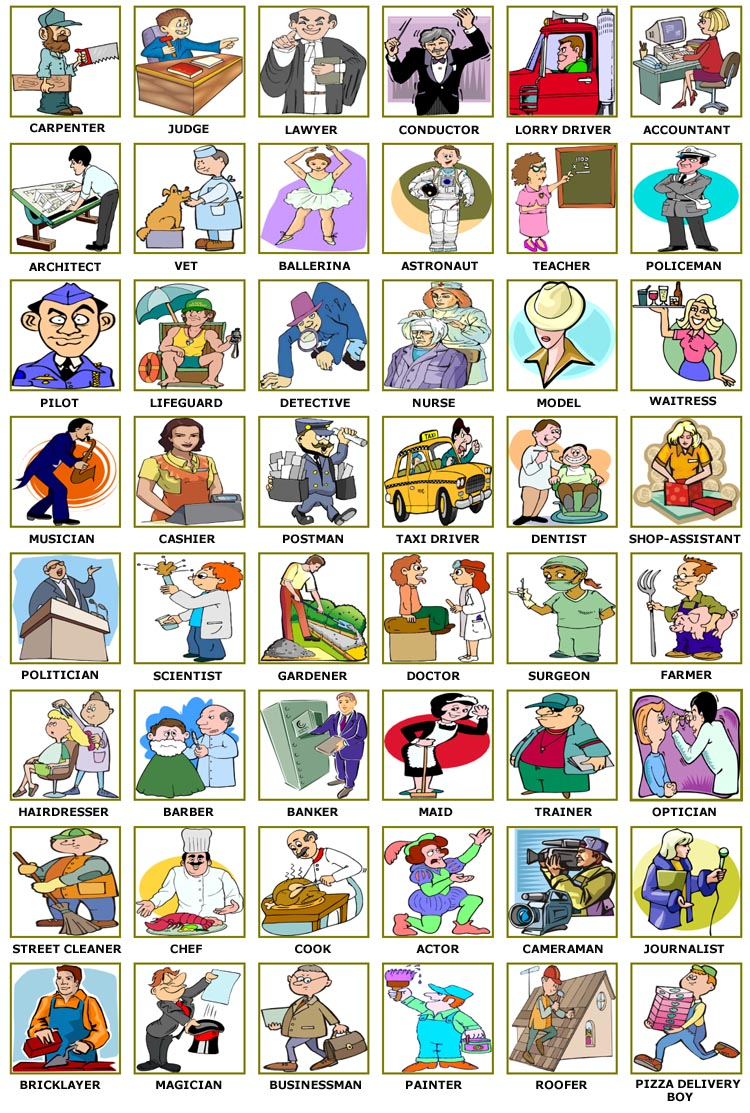 CARPENTER JUDGE LAWYER CONDUCTOR LORRY DRIVER ACCOUNTANT
ARCHITECT VET BALLERINA ASTRONAUT TEACHER POLICEMAN
PILOT LIFEGUARD DETECTIVE NURSE MODEL WAITRESS
TAXI
MUSICIAN CASHIER POSTMAN TAXI DRIVER DENTIST SHOP-ASSISTANT
POLITICIAN SCIENTIST GARDENER DOCTOR SURGEON FARMER
HAIRDRESSER BARBER BANKER MAID TRAINER OPTICIAN
STREET CLEANER CHEF COOK ACTOR CAMERAMAN JOURNALIST
BRICKLAYER MAGICIAN BUSINESSMAN PAINTER ROOFER PIZZA DELIVERY
BOY